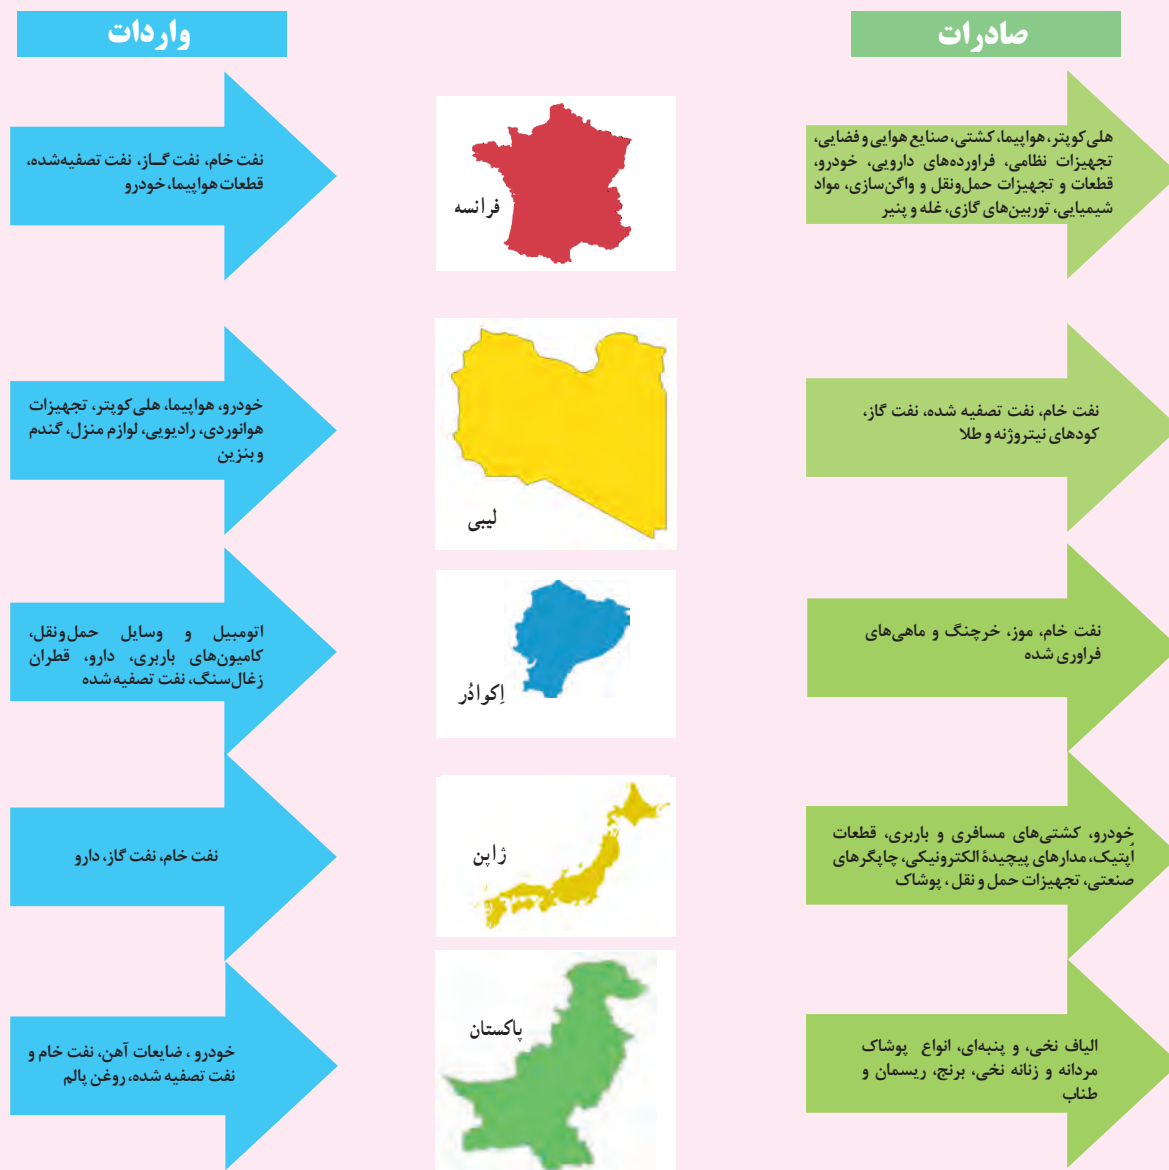 صادرات
واردات
هلی‌کوپتر، هواپیما، کشتی، صنایع هوایی و فضایی،
تجهیزات نظامی، فراورده‌های دارویی، خودرو،
قطعات و تجهیزات حمل‌ونقل و واگن‌سازی، مواد
شیمیایی، توربین‌های گازی، غله و پنیر
فرانسه
نفت خام، نفت گـاز، نفت تصفیه‌شده،
قطعات هواپیما، خودرو
نفت خام، نفت تصفیه شده، نفت گاز،
کودهای نیتروژنه و طلا
لیبی
خودرو، هواپیما، هلی‌کوپتر، تجهیزات
هوانوردی، رادیویی، لوازم منزل، گندم
و بنزین
نفت خام، موز، خرچنگ و ماهی‌های
فراوری شده
اِکوادُر
اتومبیل و وسایل حمل‌ونقل،
کامیون‌های باربری، دارو، قطران
زغال‌سنگ، نفت تصفیه شده
خودرو، کشتی‌های مسافری و باربری، قطعات
اُپتیک، مدارهای پیچیدهٔ الکترونیکی، چاپگرهای
صنعتی، تجهیزات حمل و نقل ، پوشاک
ژاپن
نفت خام، نفت گاز، دارو
الیاف نخی، و پنبه‌ای، انواع پوشاک
مردانه و زنانه نخی، برنج، ریسمان و
طناب
پاکستان
خودرو ، ضایعات آهن، نفت خام و
نفت تصفیه شده، روغن پالم